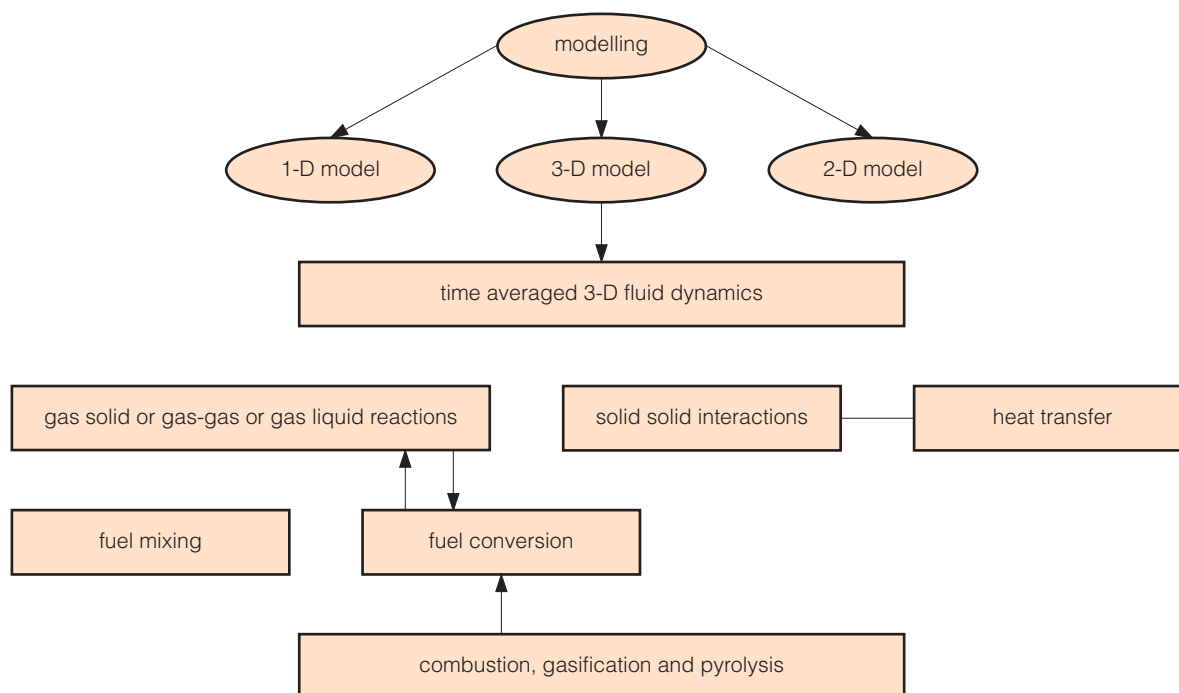 modelling
1-D model
3-D model
2-D model
time averaged 3-D fluid dynamics
gas solid or gas-gas or gas liquid reactions
solid solid interactions
heat transfer
fuel mixing
fuel conversion
combustion, gasification and pyrolysis